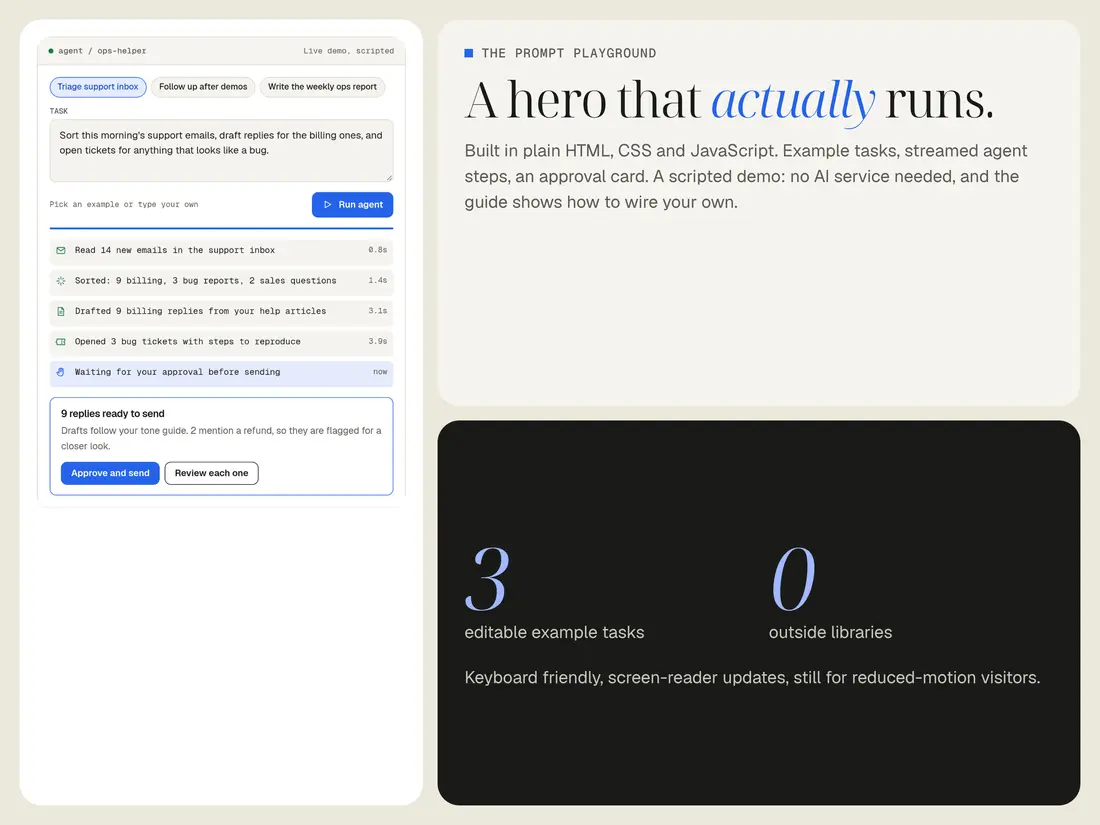 agent / ops-helper
Live demo, scripted
Triage support inbox
Follow up after demos
Write the weekly ops report
TASK
Sort this morning's support emails, draft replies for the billing ones, and
open tickets for anything that looks like a bug.
Pick an example or type your own
Run agent
Read 14 new emails in the support inbox
0.8s
Sorted: 9 billing, 3 bug reports, 2 sales questions
1.4s
Drafted 9 billing replies from your help articles
3.1s
Opened 3 bug tickets with steps to reproduce
3.9s
Waiting for your approval before sending
now
9 replies ready to send
Drafts follow your tone guide. 2 mention a refund, so they are flagged for a
closer look.
Approve and send
Review each one
THE PROMPT PLAYGROUND
A hero that actually runs.
Built in plain HTML, CSS and JavaScript. Example tasks, streamed agent
steps, an approval card. A scripted demo: no AI service needed, and the
guide shows how to wire your own.
3
editable example tasks
0
outside libraries
Keyboard friendly, screen-reader updates, still for reduced-motion visitors.